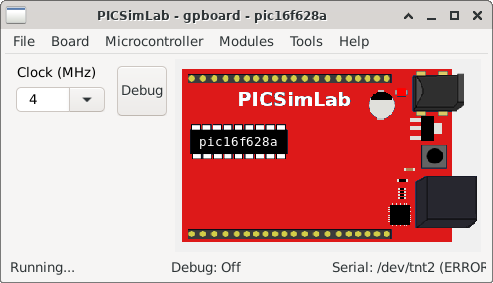 PICSimLab - gpboard - pic16f628a
File Board Microcontroller Modules Tools Help
Clock (MHz)
4
Debug
PICSimLab
pic16f628a
Running... Debug: Off Serial: /dev/tnt2 (ERROR